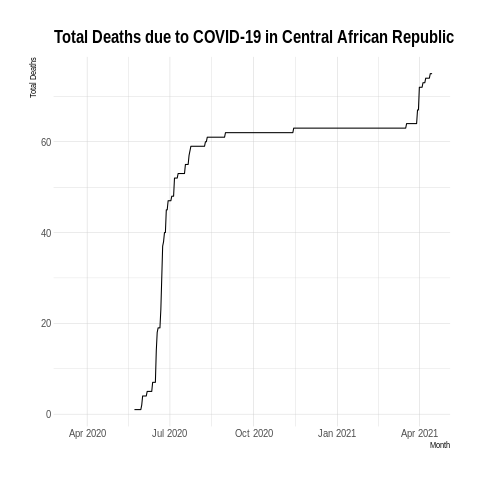 Total Deaths due to COVID-19 in Central African Republic
Total Deaths
60
40
20
0
Apr 2020 Jul 2020 Oct 2020 Jan 2021 Apr 2021
Month